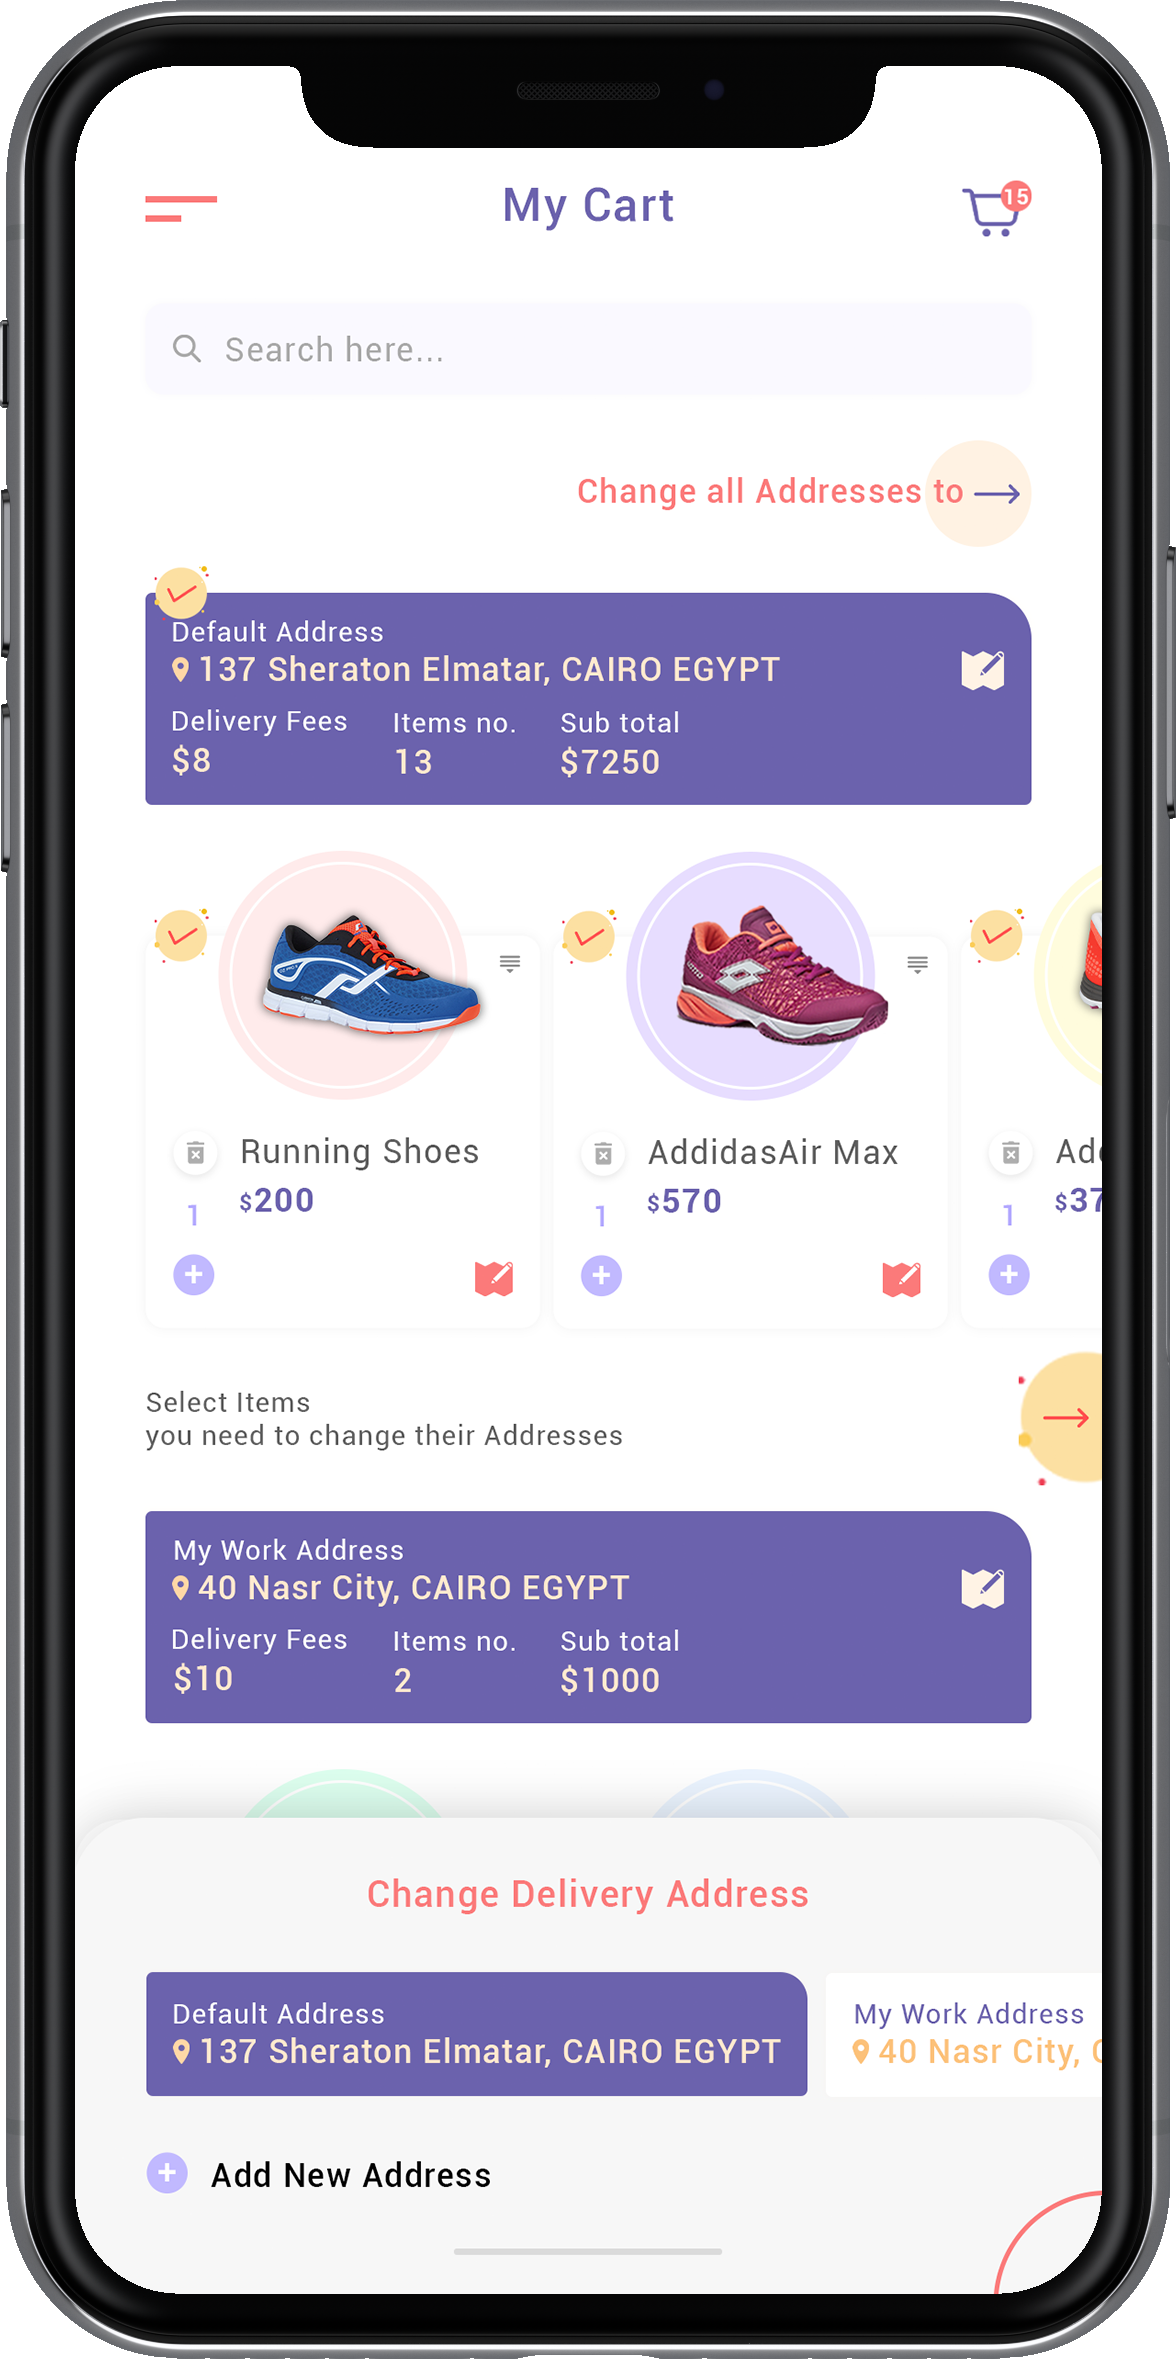 My Cart
15
Search here...
Change all Addresses to
Default Address
137 Sheraton Elmatar, CAIRO EGYPT
Delivery Fees Items no. Sub total
$8 13 $7250
Running Shoes AddidasAir Max Add
$200 $570 $37
1 1 1
Select Items
you need to change their Addresses
My Work Address
40 Nasr City, CAIRO EGYPT
Delivery Fees Items no. Sub total
$10 2 $1000
Change Delivery Address
Default Address My Work Address
137 Sheraton Elmatar, CAIRO EGYPT 40 Nasr City,
Add New Address